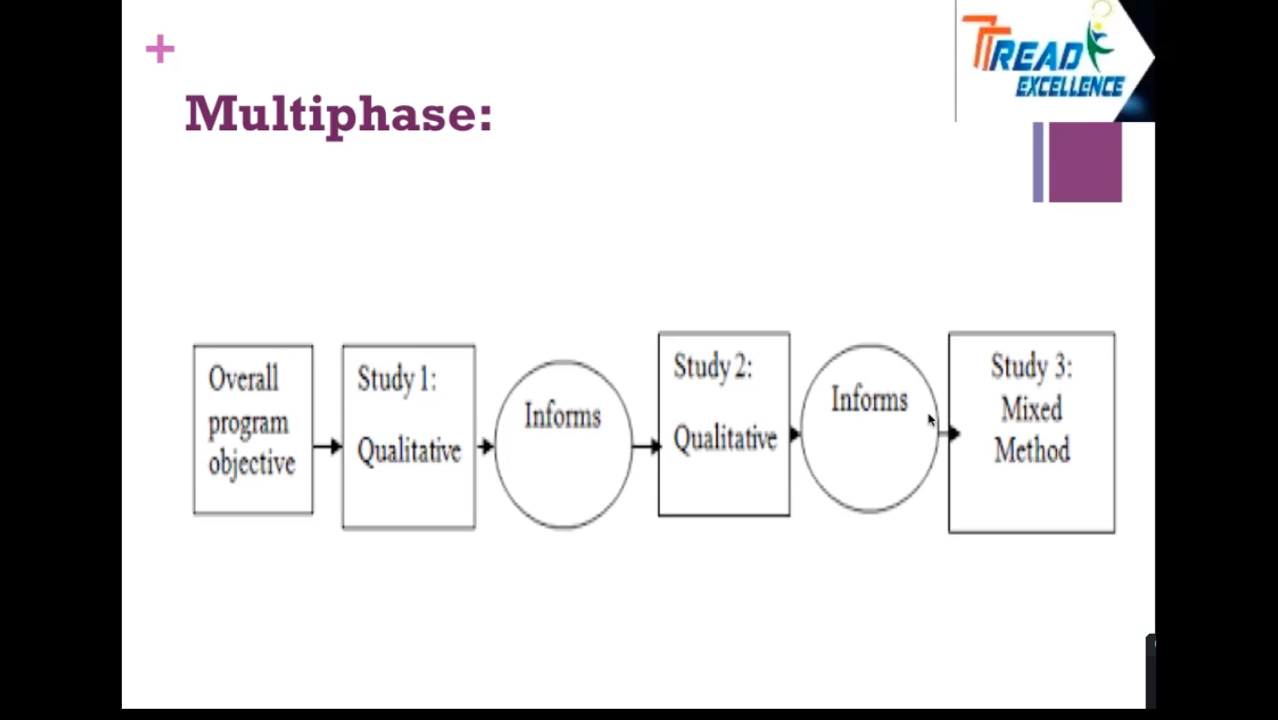 +
TREAD
EXCELLENCE
Multiphase:
Overall
program
objective
Study 1:
Qualitative
Informs
Study 2:
Qualitative
Informs
Study 3:
Mixed
Method